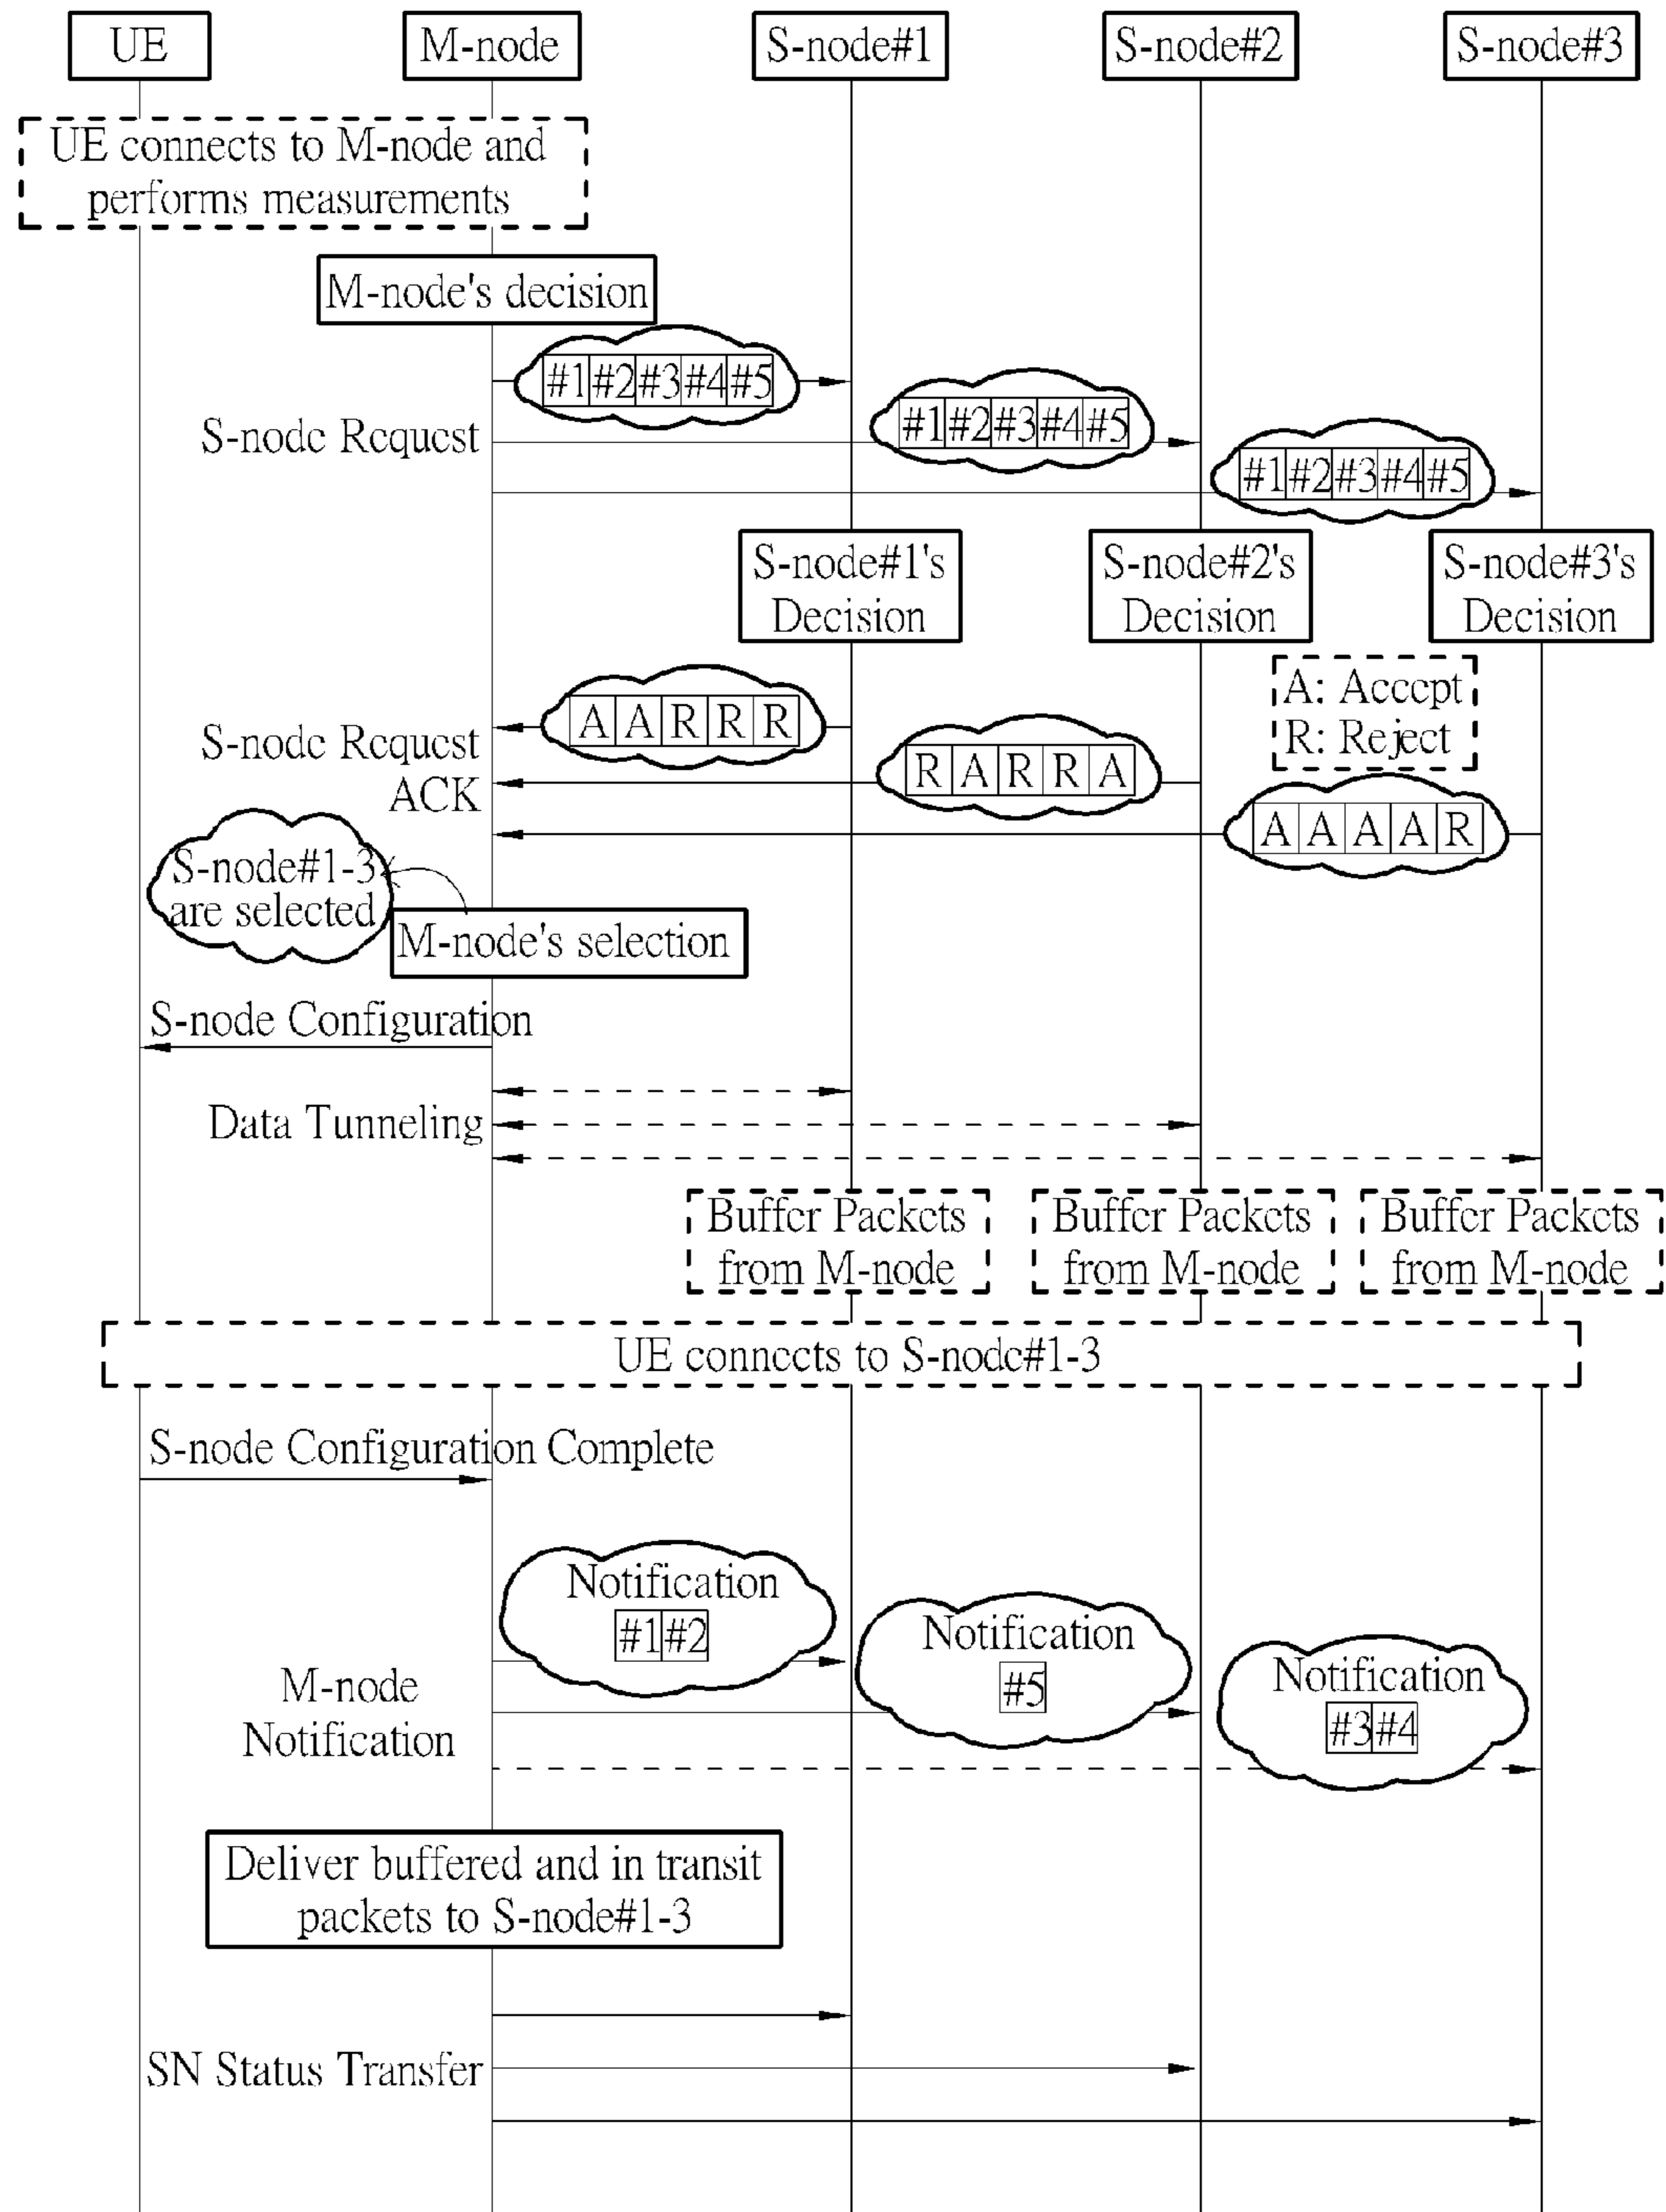 UE
M-node
S-node#1
S-node#2
S-node#3
UE connects to M-node and
performs measurements
M-node's decision
#1 #2 #3 #4 #5
#1 #2 #3 #4 #5
S-node Request
#1 #2 #3 #4 #5
S-node#1's
Decision
S-node#2's
Decision
S-node#3's
Decision
A: Accept
R: Reject
A A R R R
S-node Request
ACK
R A R R A
A A A A R
S-node#1-3
are selected
M-node's selection
S-node Configuration
Data Tunneling
Buffer Packets
from M-node
Buffer Packets
from M-node
Buffer Packets
from M-node
UE connects to S-node#1-3
S-node Configuration Complete
Notification
#1 #2
Notification
#5
Notification
#3 #4
M-node
Notification
Deliver buffered and in transit
packets to S-node#1-3
SN Status Transfer